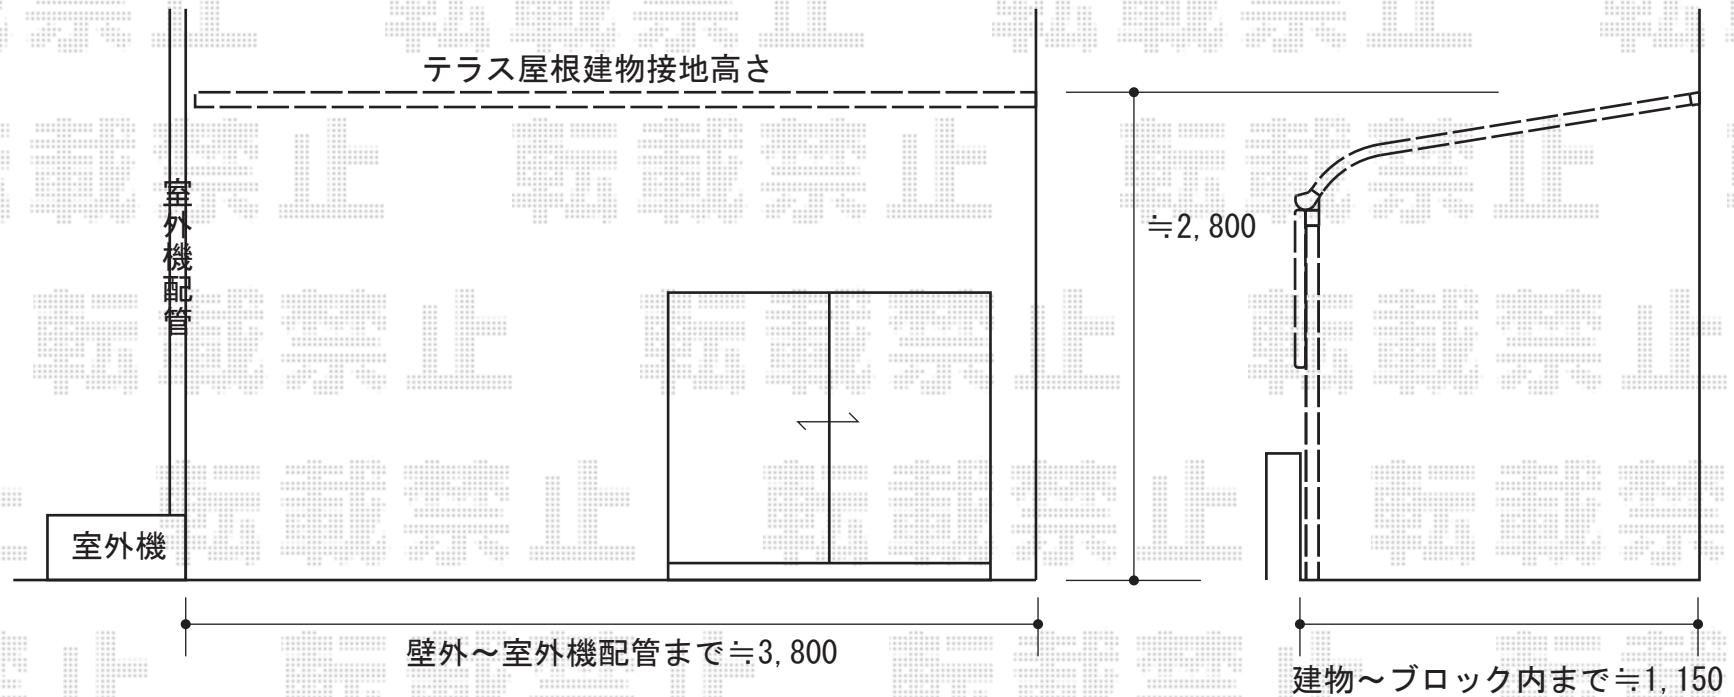 テラス屋根建物接地高さ
室外機配管
≒2,800
室外機
壁外～室外機配管まで≒3,800
建物～ブロック内まで≒1,150
転載禁止